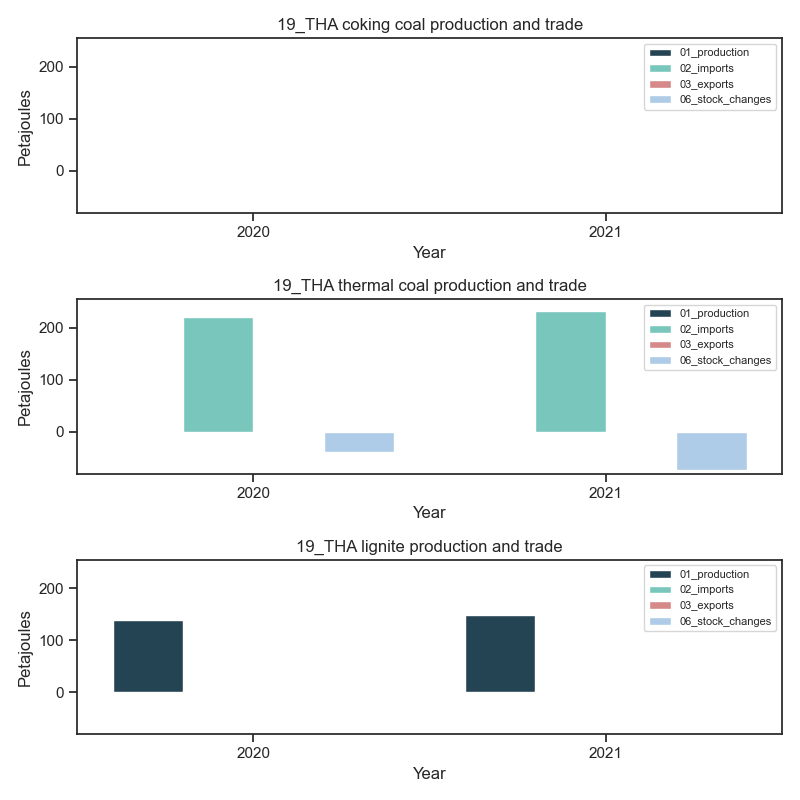 19_THA coking coal production and trade
200
100
0
Petajoules
01_production
02_imports
03_exports
06_stock_changes
2020
2021
Year
19_THA thermal coal production and trade
200
100
0
Petajoules
01_production
02_imports
03_exports
06_stock_changes
2020
2021
Year
19_THA lignite production and trade
200
100
0
Petajoules
01_production
02_imports
03_exports
06_stock_changes
2020
2021
Year